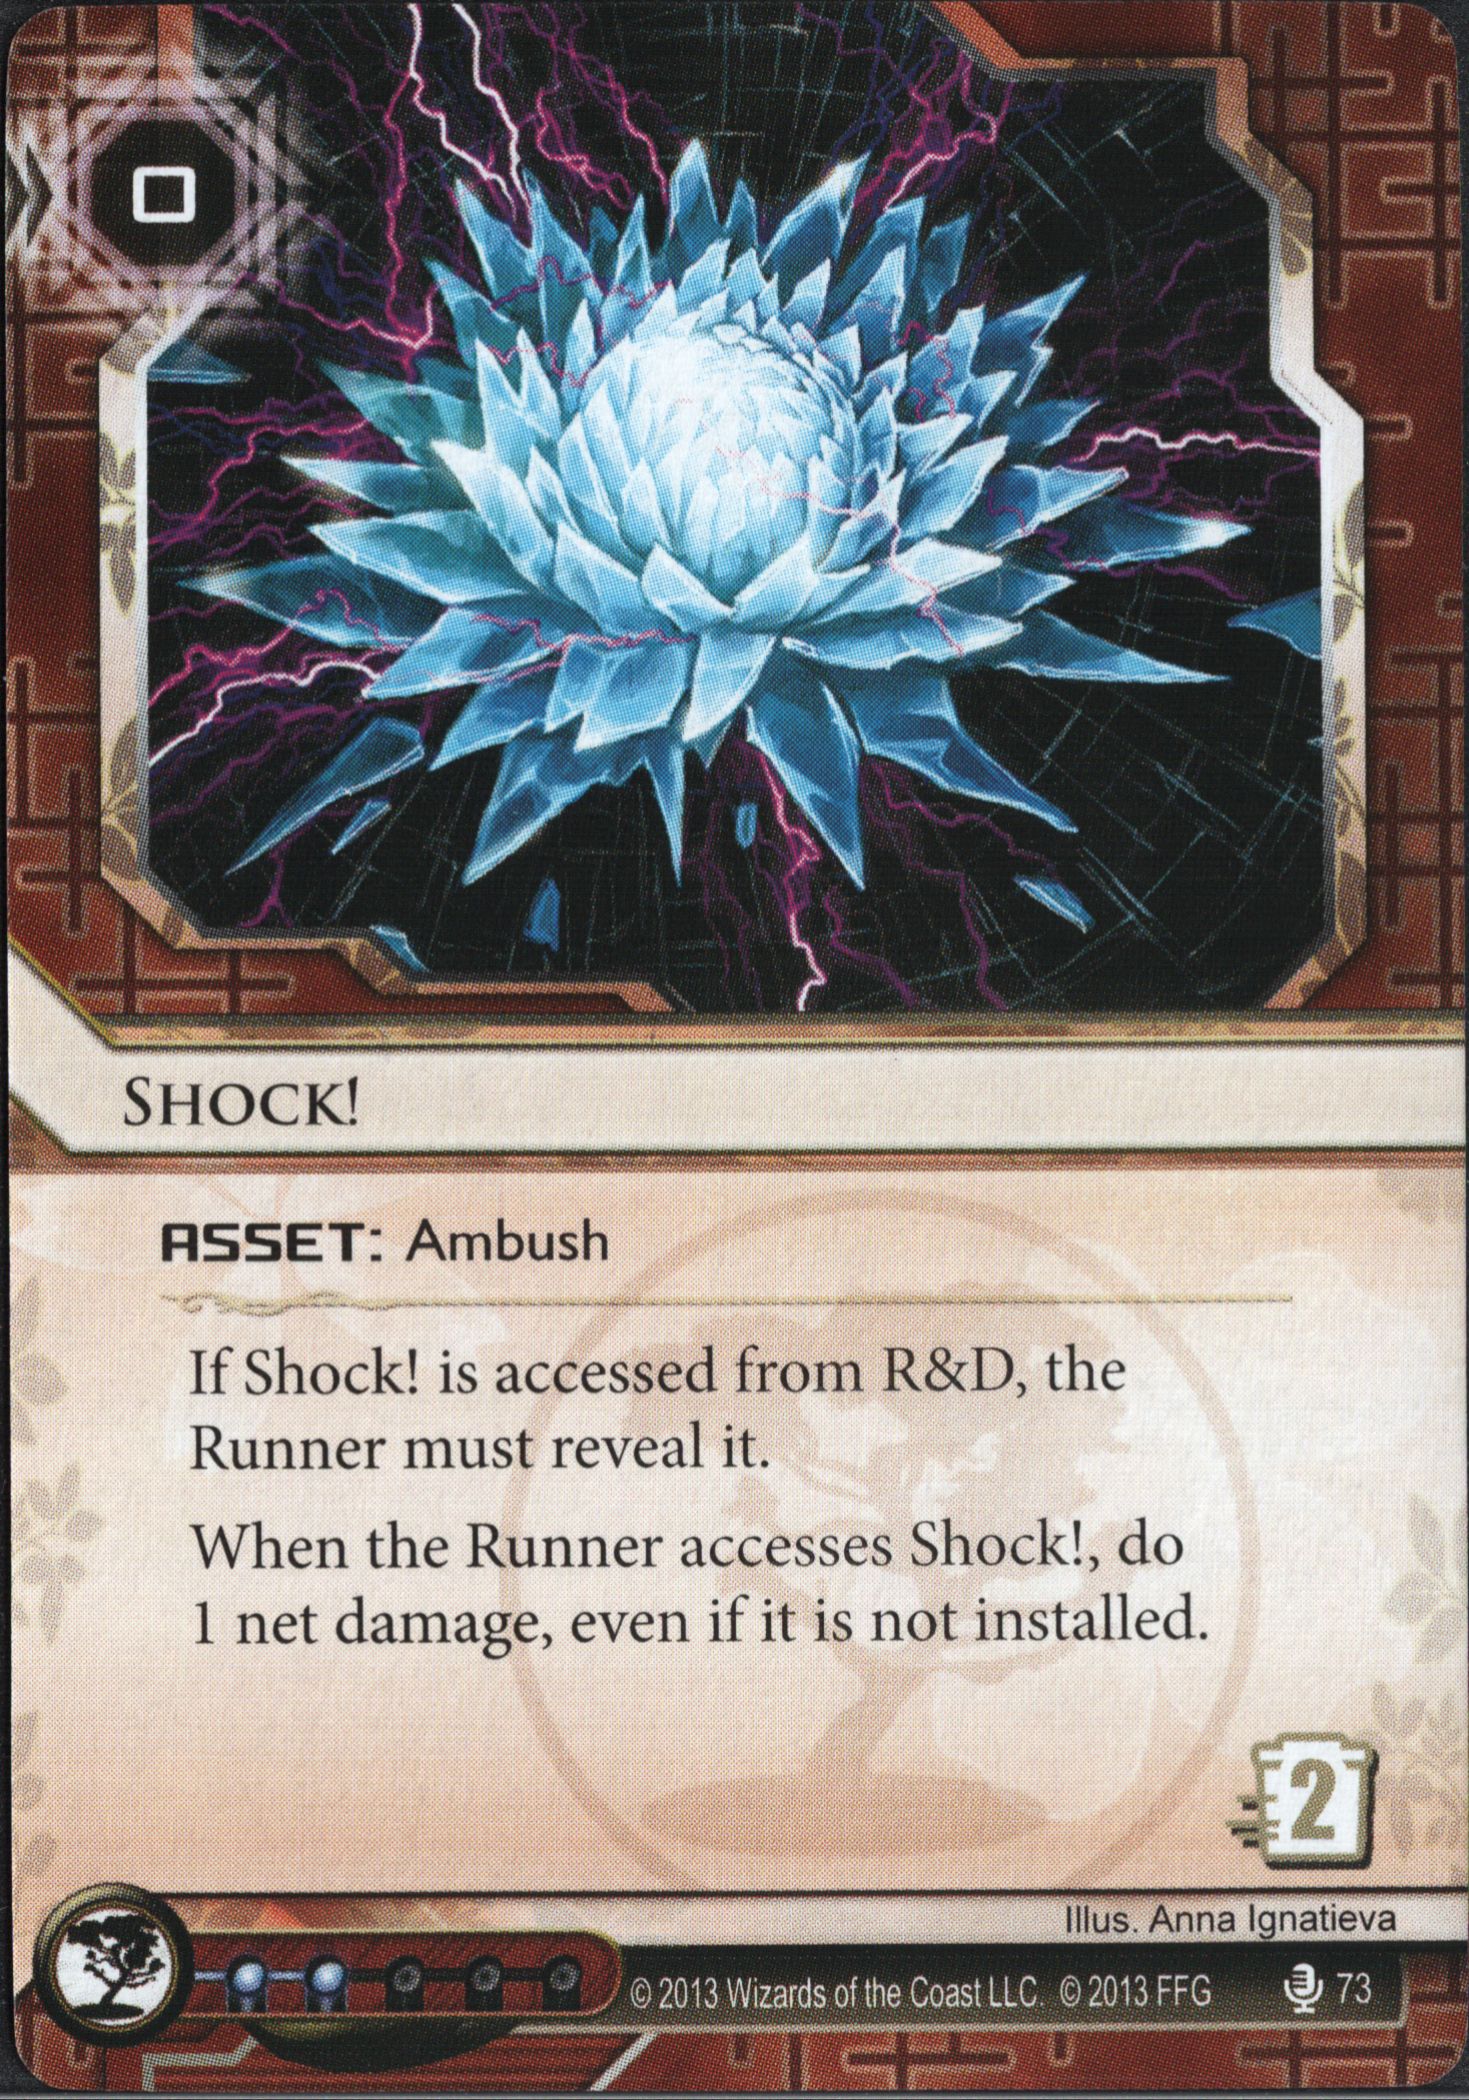 SHOCK!
ASSET: Ambush
If Shock! is accessed from R&D, the
Runner must reveal it.
When the Runner accesses Shock!, do
1 net damage, even if it is not installed.
2
Illus. Anna Ignatieva
© 2013 Wizards of the Coast LLC. © 2013 FFG 73